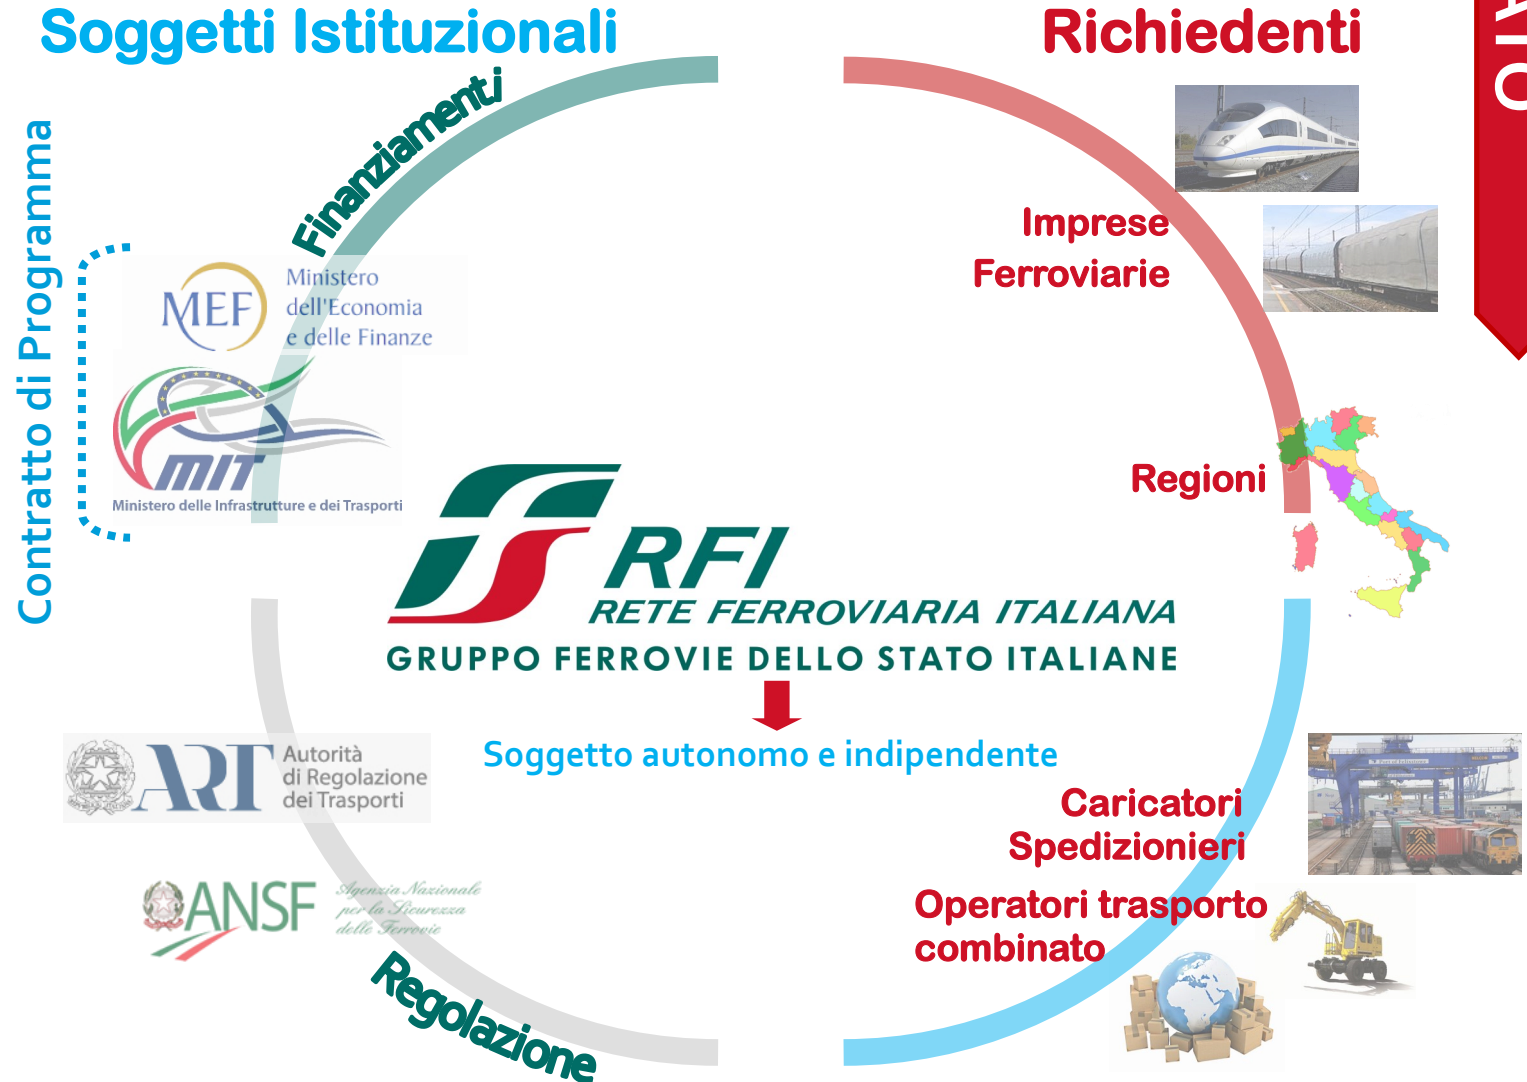 Soggetti Istituzionali
Richiedenti
Contratto di Programma
Finanziamenti
MEF
Ministero
dell'Economia
e delle Finanze
MIT
Ministero delle Infrastrutture e dei Trasporti
Imprese
Ferroviarie
Regioni
RFI
RETE FERROVIARIA ITALIANA
GRUPPO FERROVIE DELLO STATO ITALIANE
Soggetto autonomo e indipendente
ART
Autorità
di Regolazione
dei Trasporti
ANSF
Agenzia Nazionale
per la Sicurezza
delle Ferrovie
Regolazione
Caricatori
Spedizionieri
Operatori trasporto
combinato